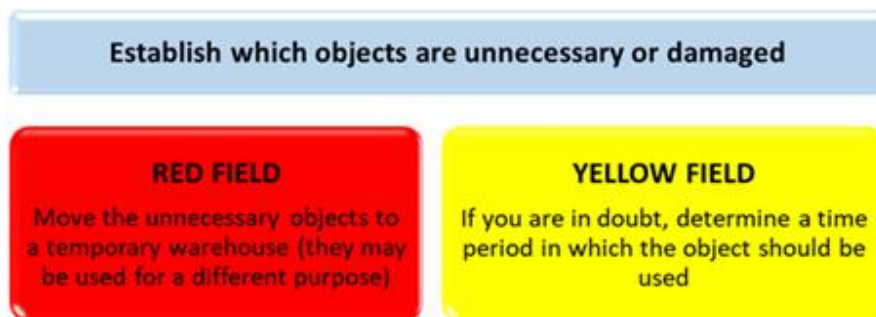 Establish which objects are unnecessary or damaged
RED FIELD
Move the unnecessary objects to
a temporary warehouse (they may
be used for a different purpose)
YELLOW FIELD
If you are in doubt, determine a time
period in which the object should be
used